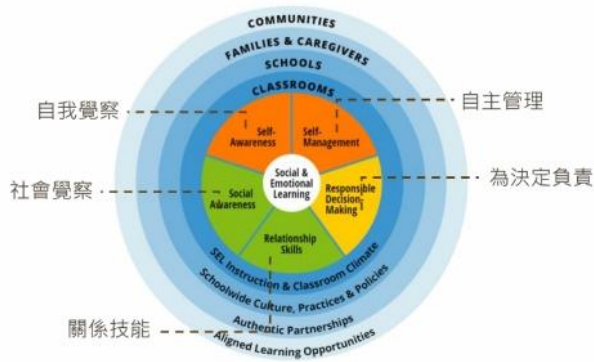 COMMUNITIES
FAMILIES & CAREGIVERS
SCHOOLS
CLASSROOMS
自我覺察
自主管理
Self-
Awareness
Self-
Management
社會覺察
Social
Awareness
Social &
Emotional
Learning
Responsible
Decision-
Making
為決定負責
Relationship
Skills
關係技能
SEL Instruction & Classroom Climate
Schoolwide Culture, Practices & Policies
Authentic Partnerships
Aligned Learning Opportunities